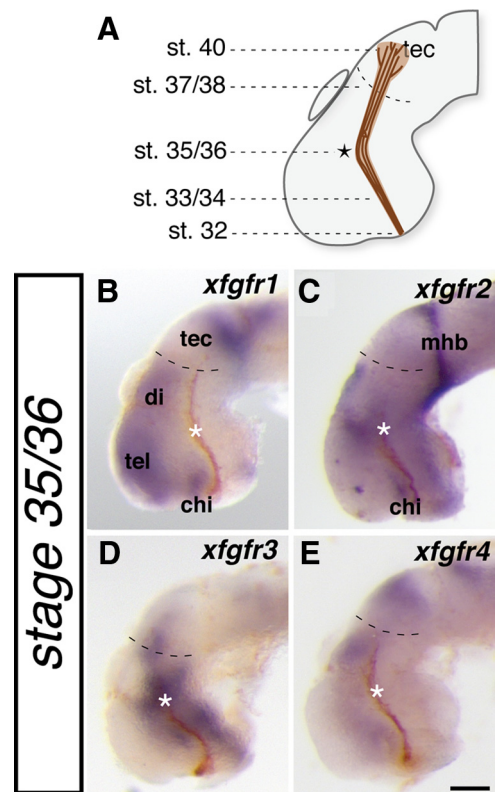 A
st. 40
tec
st. 37/38
st. 35/36
st. 33/34
st. 32
stage 35/36
B
xfgfr1
tec
di
tel
chi
C
xfgfr2
mhb
chi
D
xfgfr3
E
xfgfr4